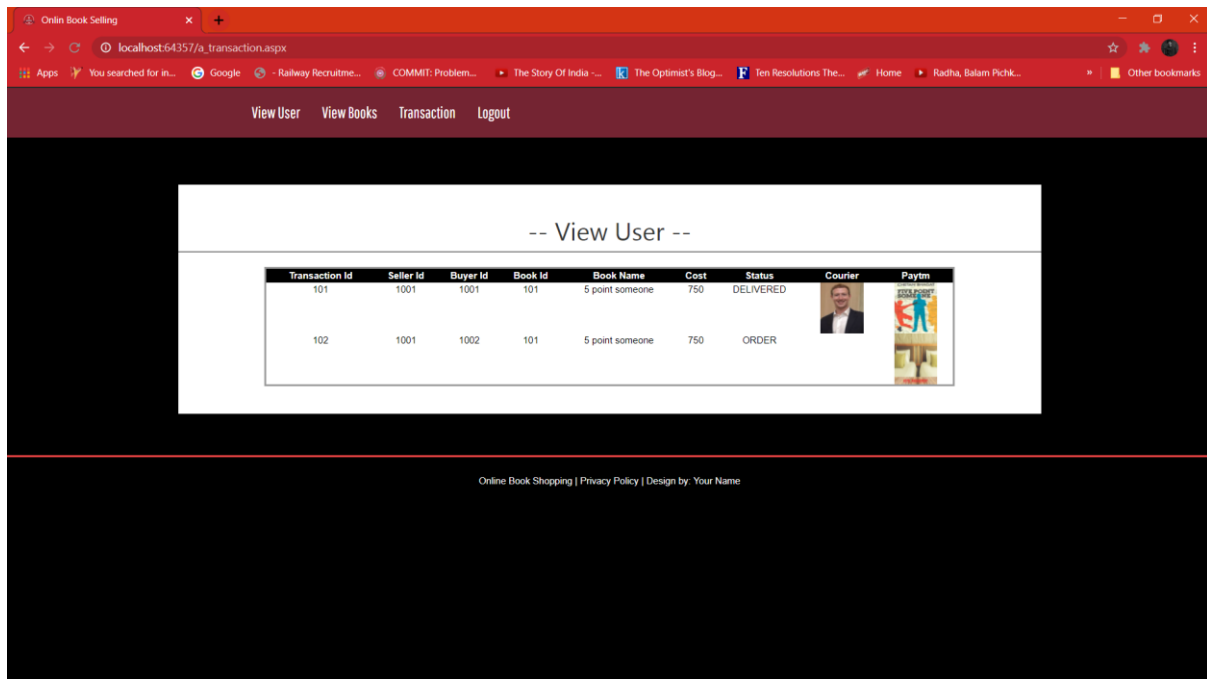 Onlin Book Selling
localhost:64357/a_transaction.aspx
Apps You searched for in... Google - Railway Recruitme... COMMIT: Problem... The Story Of India -... The Optimist's Blog... Ten Resolutions The... Home Radha, Balam Pichk... » Other bookmarks
View User View Books Transaction Logout
-- View User --
Transaction Id Seller Id Buyer Id Book Id Book Name Cost Status Courier Paytm
101 1001 1001 101 5 point someone 750 DELIVERED
FIVE POINT
SOMEONE
102 1001 1002 101 5 point someone 750 ORDER
Online Book Shopping | Privacy Policy | Design by: Your Name